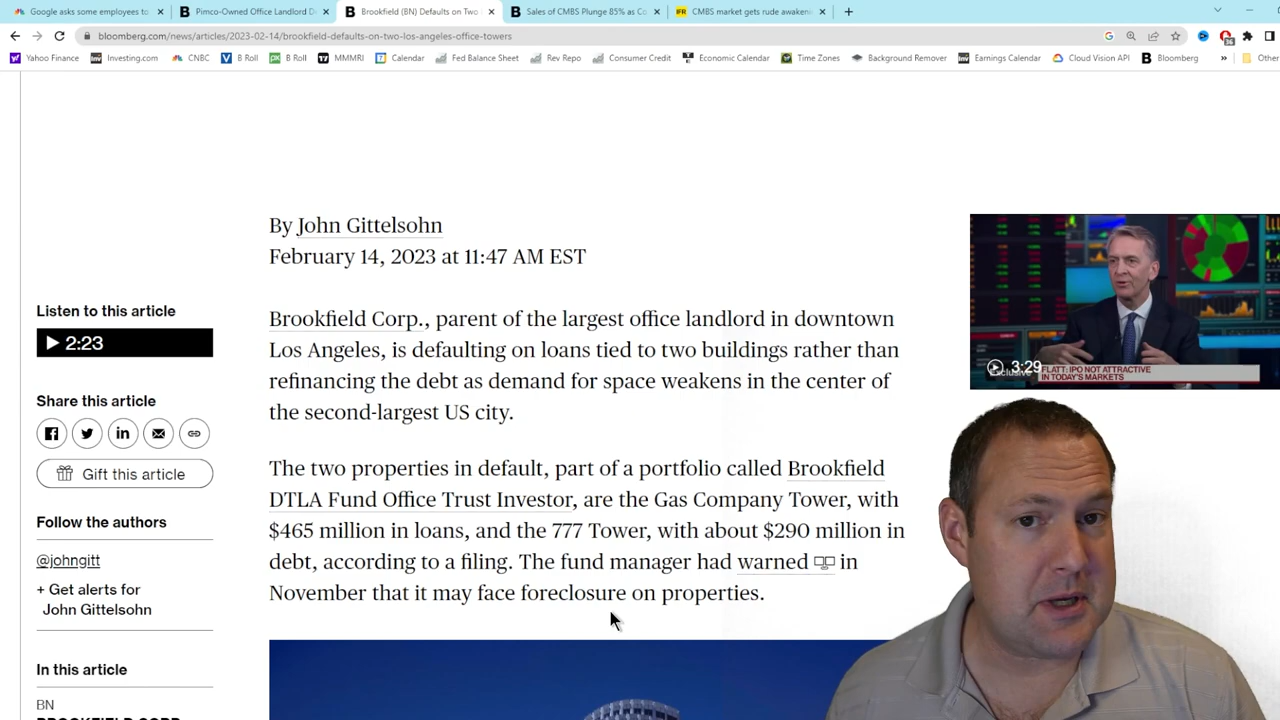 Google asks some employees to
Pimco-Owned Office Landlord D
Brookfield (BN) Defaults on Two
Sales of CMBS Plunge 85% as Co
IFR CMBS market gets rude awaken
bloomberg.com/news/articles/2023-02-14/brookfield-defaults-on-two-los-angeles-office-towers
Yahoo Finance
Investing.com
CNBC
B Roll
B Roll
MMMRI
Calendar
Fed Balance Sheet
Rev Repo
Consumer Credit
Economic Calendar
Time Zones
Background Remover
Earnings Calendar
Cloud Vision API
Bloomberg
Other
By John Gittelsohn
February 14, 2023 at 11:47 AM EST
Listen to this article
2:23
Share this article
Gift this article
Follow the authors
@johngitt
+ Get alerts for
John Gittelsohn
In this article
BN
BROOKFIELD CORP
Brookfield Corp., parent of the largest office landlord in downtown
Los Angeles, is defaulting on loans tied to two buildings rather than
refinancing the debt as demand for space weakens in the center of
the second-largest US city.
The two properties in default, part of a portfolio called Brookfield
DTLA Fund Office Trust Investor, are the Gas Company Tower, with
$465 million in loans, and the 777 Tower, with about $290 million in
debt, according to a filing. The fund manager had warned in
November that it may face foreclosure on properties.
3:29
Exclusive
FLATT: IPO NOT ATTRACTIVE
IN TODAY'S MARKETS